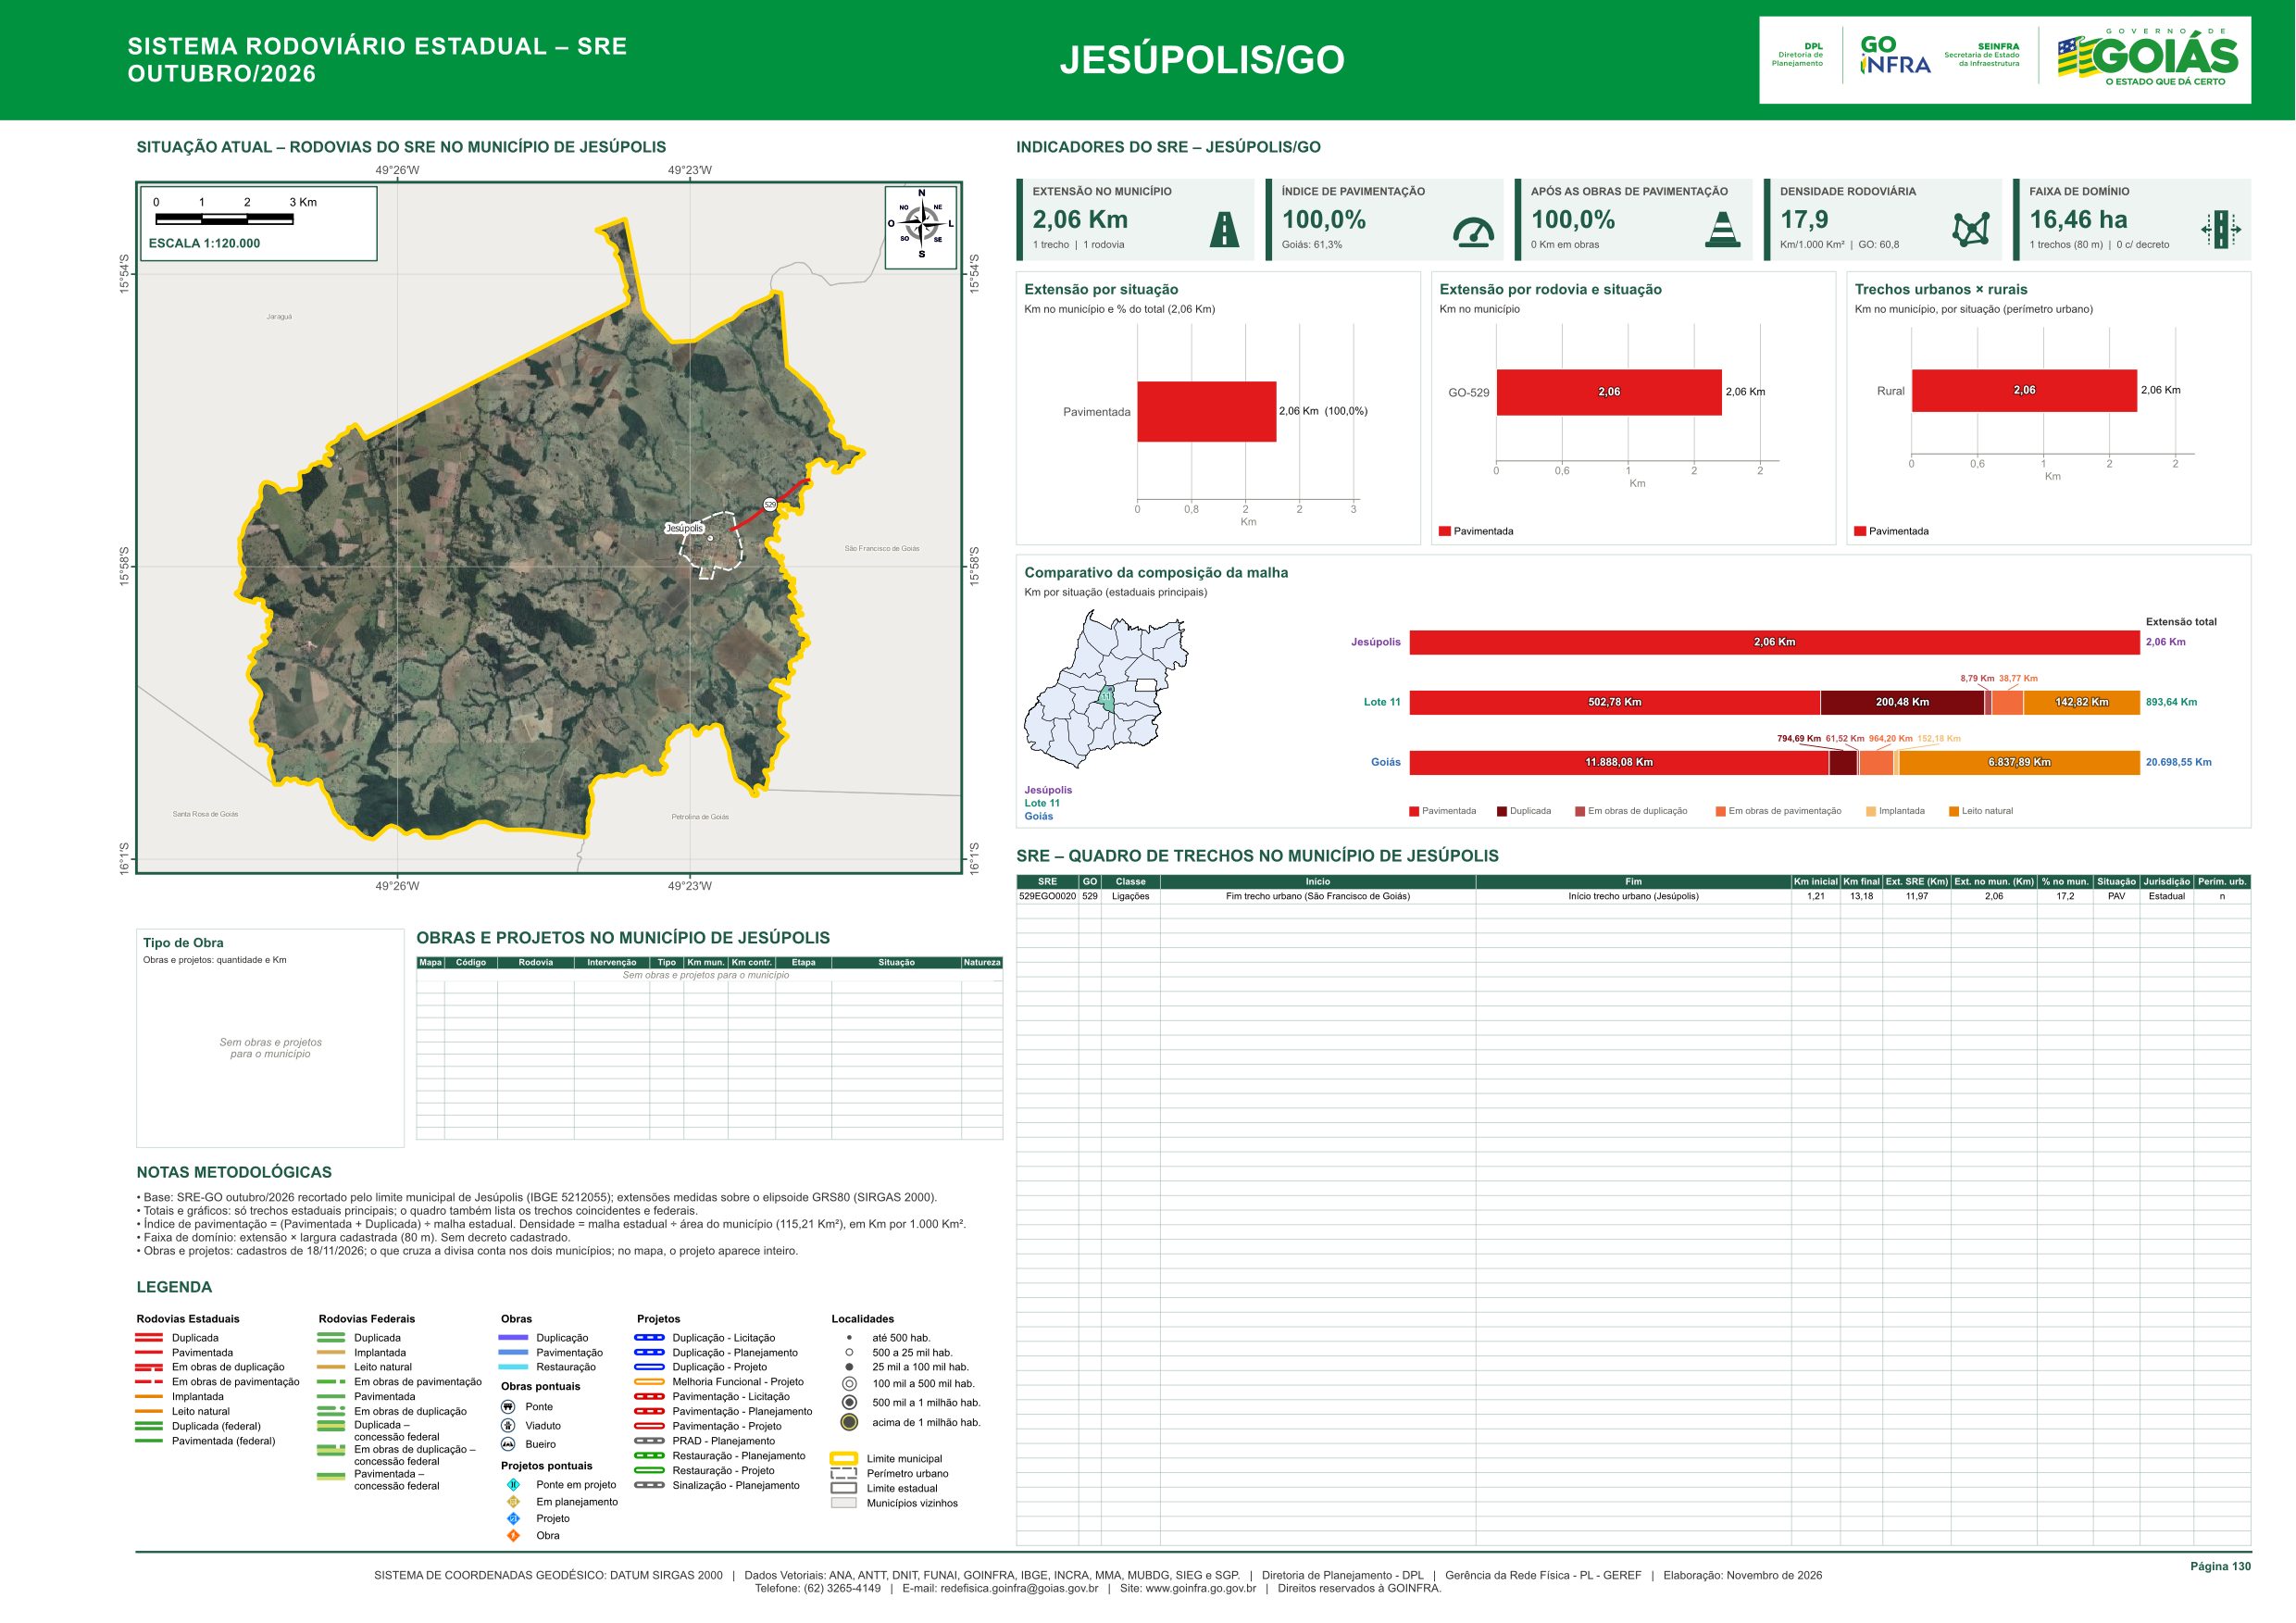 SISTEMA RODOVIÁRIO ESTADUAL – SRE
OUTUBRO/2026
JESÚPOLIS/GO
DPL
Diretoria de
Planejamento
GO
iNFRA
SEINFRA
Secretaria de Estado
da Infraestrutura
GOVERNO DE
GOIÁS
O ESTADO QUE DÁ CERTO
SITUAÇÃO ATUAL – RODOVIAS DO SRE NO MUNICÍPIO DE JESÚPOLIS
49°26'W 49°23'W
0 1 2 3 Km
ESCALA 1:120.000
N
NO NE
O L
SO SE
S
15°54'S 15°54'S
Jaraguá
529
Jesúpolis
São Francisco de Goiás
15°58'S 15°58'S
Santa Rosa de Goiás
Petrolina de Goiás
16°1'S 16°1'S
49°26'W 49°23'W
INDICADORES DO SRE – JESÚPOLIS/GO
EXTENSÃO NO MUNICÍPIO
2,06 Km
1 trecho | 1 rodovia
ÍNDICE DE PAVIMENTAÇÃO
100,0%
Goiás: 61,3%
APÓS AS OBRAS DE PAVIMENTAÇÃO
100,0%
0 Km em obras
DENSIDADE RODOVIÁRIA
17,9
Km/1.000 Km² | GO: 60,8
FAIXA DE DOMÍNIO
16,46 ha
1 trechos (80 m) | 0 c/ decreto
Extensão por situação
Km no município e % do total (2,06 Km)
Pavimentada
2,06 Km (100,0%)
0 0,8 2 2 3
Km
Extensão por rodovia e situação
Km no município
GO-529
2,06
2,06 Km
0 0,6 1 2 2
Km
Pavimentada
Trechos urbanos × rurais
Km no município, por situação (perímetro urbano)
Rural
2,06
2,06 Km
0 0,6 1 2 2
Km
Pavimentada
Comparativo da composição da malha
Km por situação (estaduais principais)
Jesúpolis
Lote 11
Goiás
Extensão total
Jesúpolis 2,06 Km 2,06 Km
8,79 Km 38,77 Km
Lote 11 502,78 Km 200,48 Km 142,82 Km 893,64 Km
794,69 Km 61,52 Km 964,20 Km 152,18 Km
Goiás 11.888,08 Km 6.837,89 Km 20.698,55 Km
Pavimentada Duplicada Em obras de duplicação Em obras de pavimentação Implantada Leito natural
SRE – QUADRO DE TRECHOS NO MUNICÍPIO DE JESÚPOLIS
SRE GO Classe Início Fim Km inicial Km final Ext. SRE (Km) Ext. no mun. (Km) % no mun. Situação Jurisdição Perím. urb.
529EGO0020 529 Ligações Fim trecho urbano (São Francisco de Goiás) Início trecho urbano (Jesúpolis) 1,21 13,18 11,97 2,06 17,2 PAV Estadual n
Tipo de Obra
Obras e projetos: quantidade e Km
Sem obras e projetos
para o município
OBRAS E PROJETOS NO MUNICÍPIO DE JESÚPOLIS
Mapa Código Rodovia Intervenção Tipo Km mun. Km contr. Etapa Situação Natureza
Sem obras e projetos para o município
NOTAS METODOLÓGICAS
• Base: SRE-GO outubro/2026 recortado pelo limite municipal de Jesúpolis (IBGE 5212055); extensões medidas sobre o elipsoide GRS80 (SIRGAS 2000).
• Totais e gráficos: só trechos estaduais principais; o quadro também lista os trechos coincidentes e federais.
• Índice de pavimentação = (Pavimentada + Duplicada) ÷ malha estadual. Densidade = malha estadual ÷ área do município (115,21 Km²), em Km por 1.000 Km².
• Faixa de domínio: extensão × largura cadastrada (80 m). Sem decreto cadastrado.
• Obras e projetos: cadastros de 18/11/2026; o que cruza a divisa conta nos dois municípios; no mapa, o projeto aparece inteiro.
LEGENDA
Rodovias Estaduais
Duplicada
Pavimentada
Em obras de duplicação
Em obras de pavimentação
Implantada
Leito natural
Duplicada (federal)
Pavimentada (federal)
Rodovias Federais
Duplicada
Implantada
Leito natural
Em obras de pavimentação
Pavimentada
Em obras de duplicação
Duplicada –
concessão federal
Em obras de duplicação –
concessão federal
Pavimentada –
concessão federal
Obras
Duplicação
Pavimentação
Restauração
Obras pontuais
Ponte
Viaduto
Bueiro
Projetos pontuais
Ponte em projeto
Em planejamento
Projeto
Obra
Projetos
Duplicação - Licitação
Duplicação - Planejamento
Duplicação - Projeto
Melhoria Funcional - Projeto
Pavimentação - Licitação
Pavimentação - Planejamento
Pavimentação - Projeto
PRAD - Planejamento
Restauração - Planejamento
Restauração - Projeto
Sinalização - Planejamento
Localidades
até 500 hab.
500 a 25 mil hab.
25 mil a 100 mil hab.
100 mil a 500 mil hab.
500 mil a 1 milhão hab.
acima de 1 milhão hab.
Limite municipal
Perímetro urbano
Limite estadual
Municípios vizinhos
Página 130
SISTEMA DE COORDENADAS GEODÉSICO: DATUM SIRGAS 2000 | Dados Vetoriais: ANA, ANTT, DNIT, FUNAI, GOINFRA, IBGE, INCRA, MMA, MUBDG, SIEG e SGP. | Diretoria de Planejamento - DPL | Gerência da Rede Física - PL - GEREF | Elaboração: Novembro de 2026
Telefone: (62) 3265-4149 | E-mail: redefisica.goinfra@goias.gov.br | Site: www.goinfra.go.gov.br | Direitos reservados à GOINFRA.